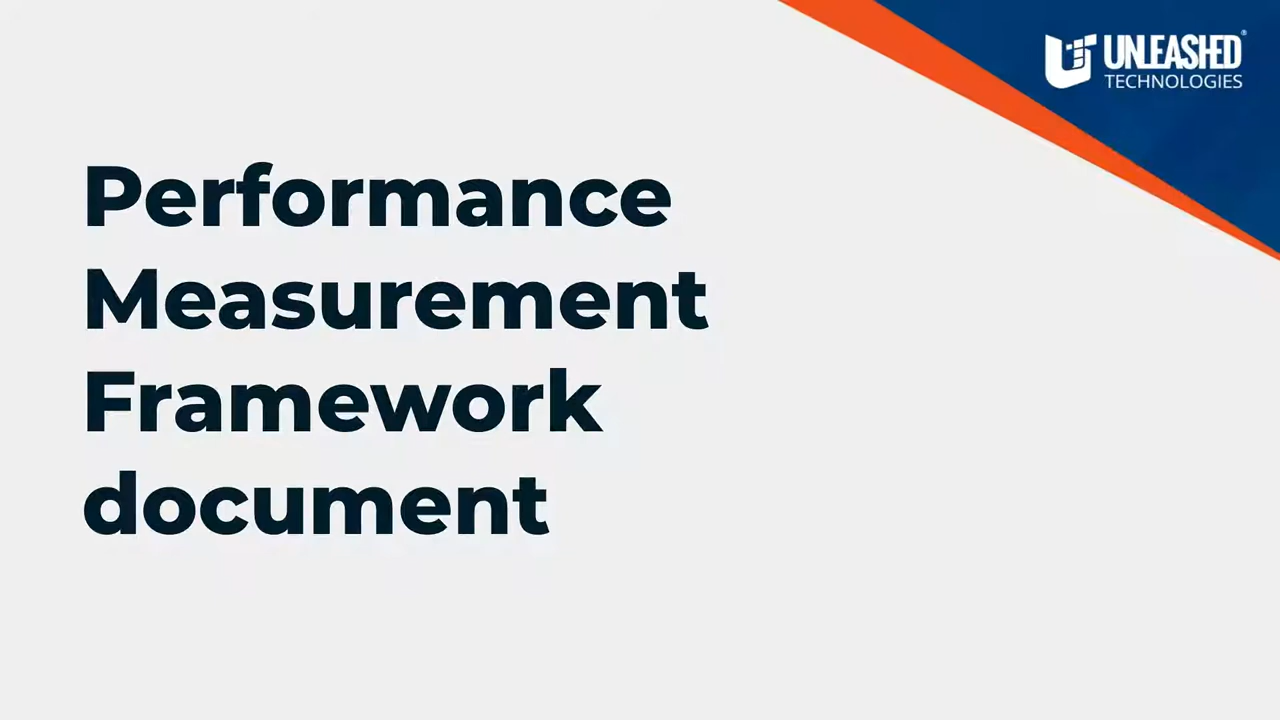 UNLEASHED®
TECHNOLOGIES
Performance
Measurement
Framework
document